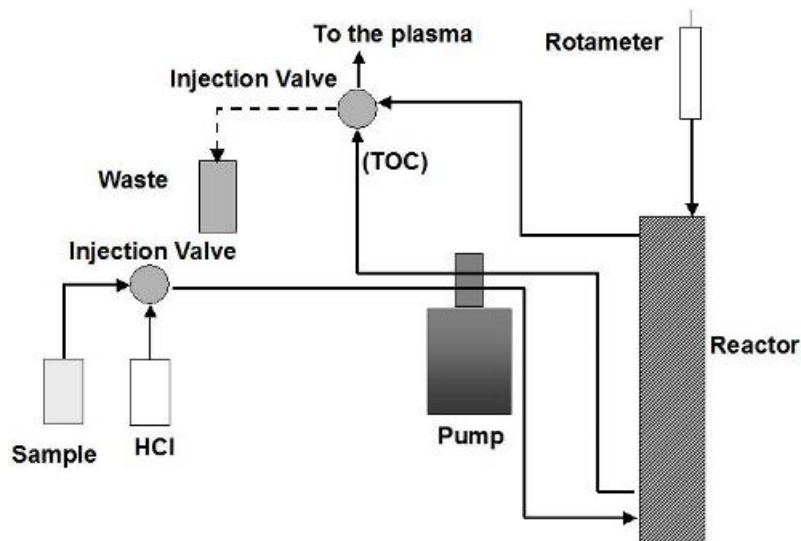 To the plasma
Rotameter
Injection Valve
(TOC)
Waste
Injection Valve
Reactor
Pump
HCl
Sample